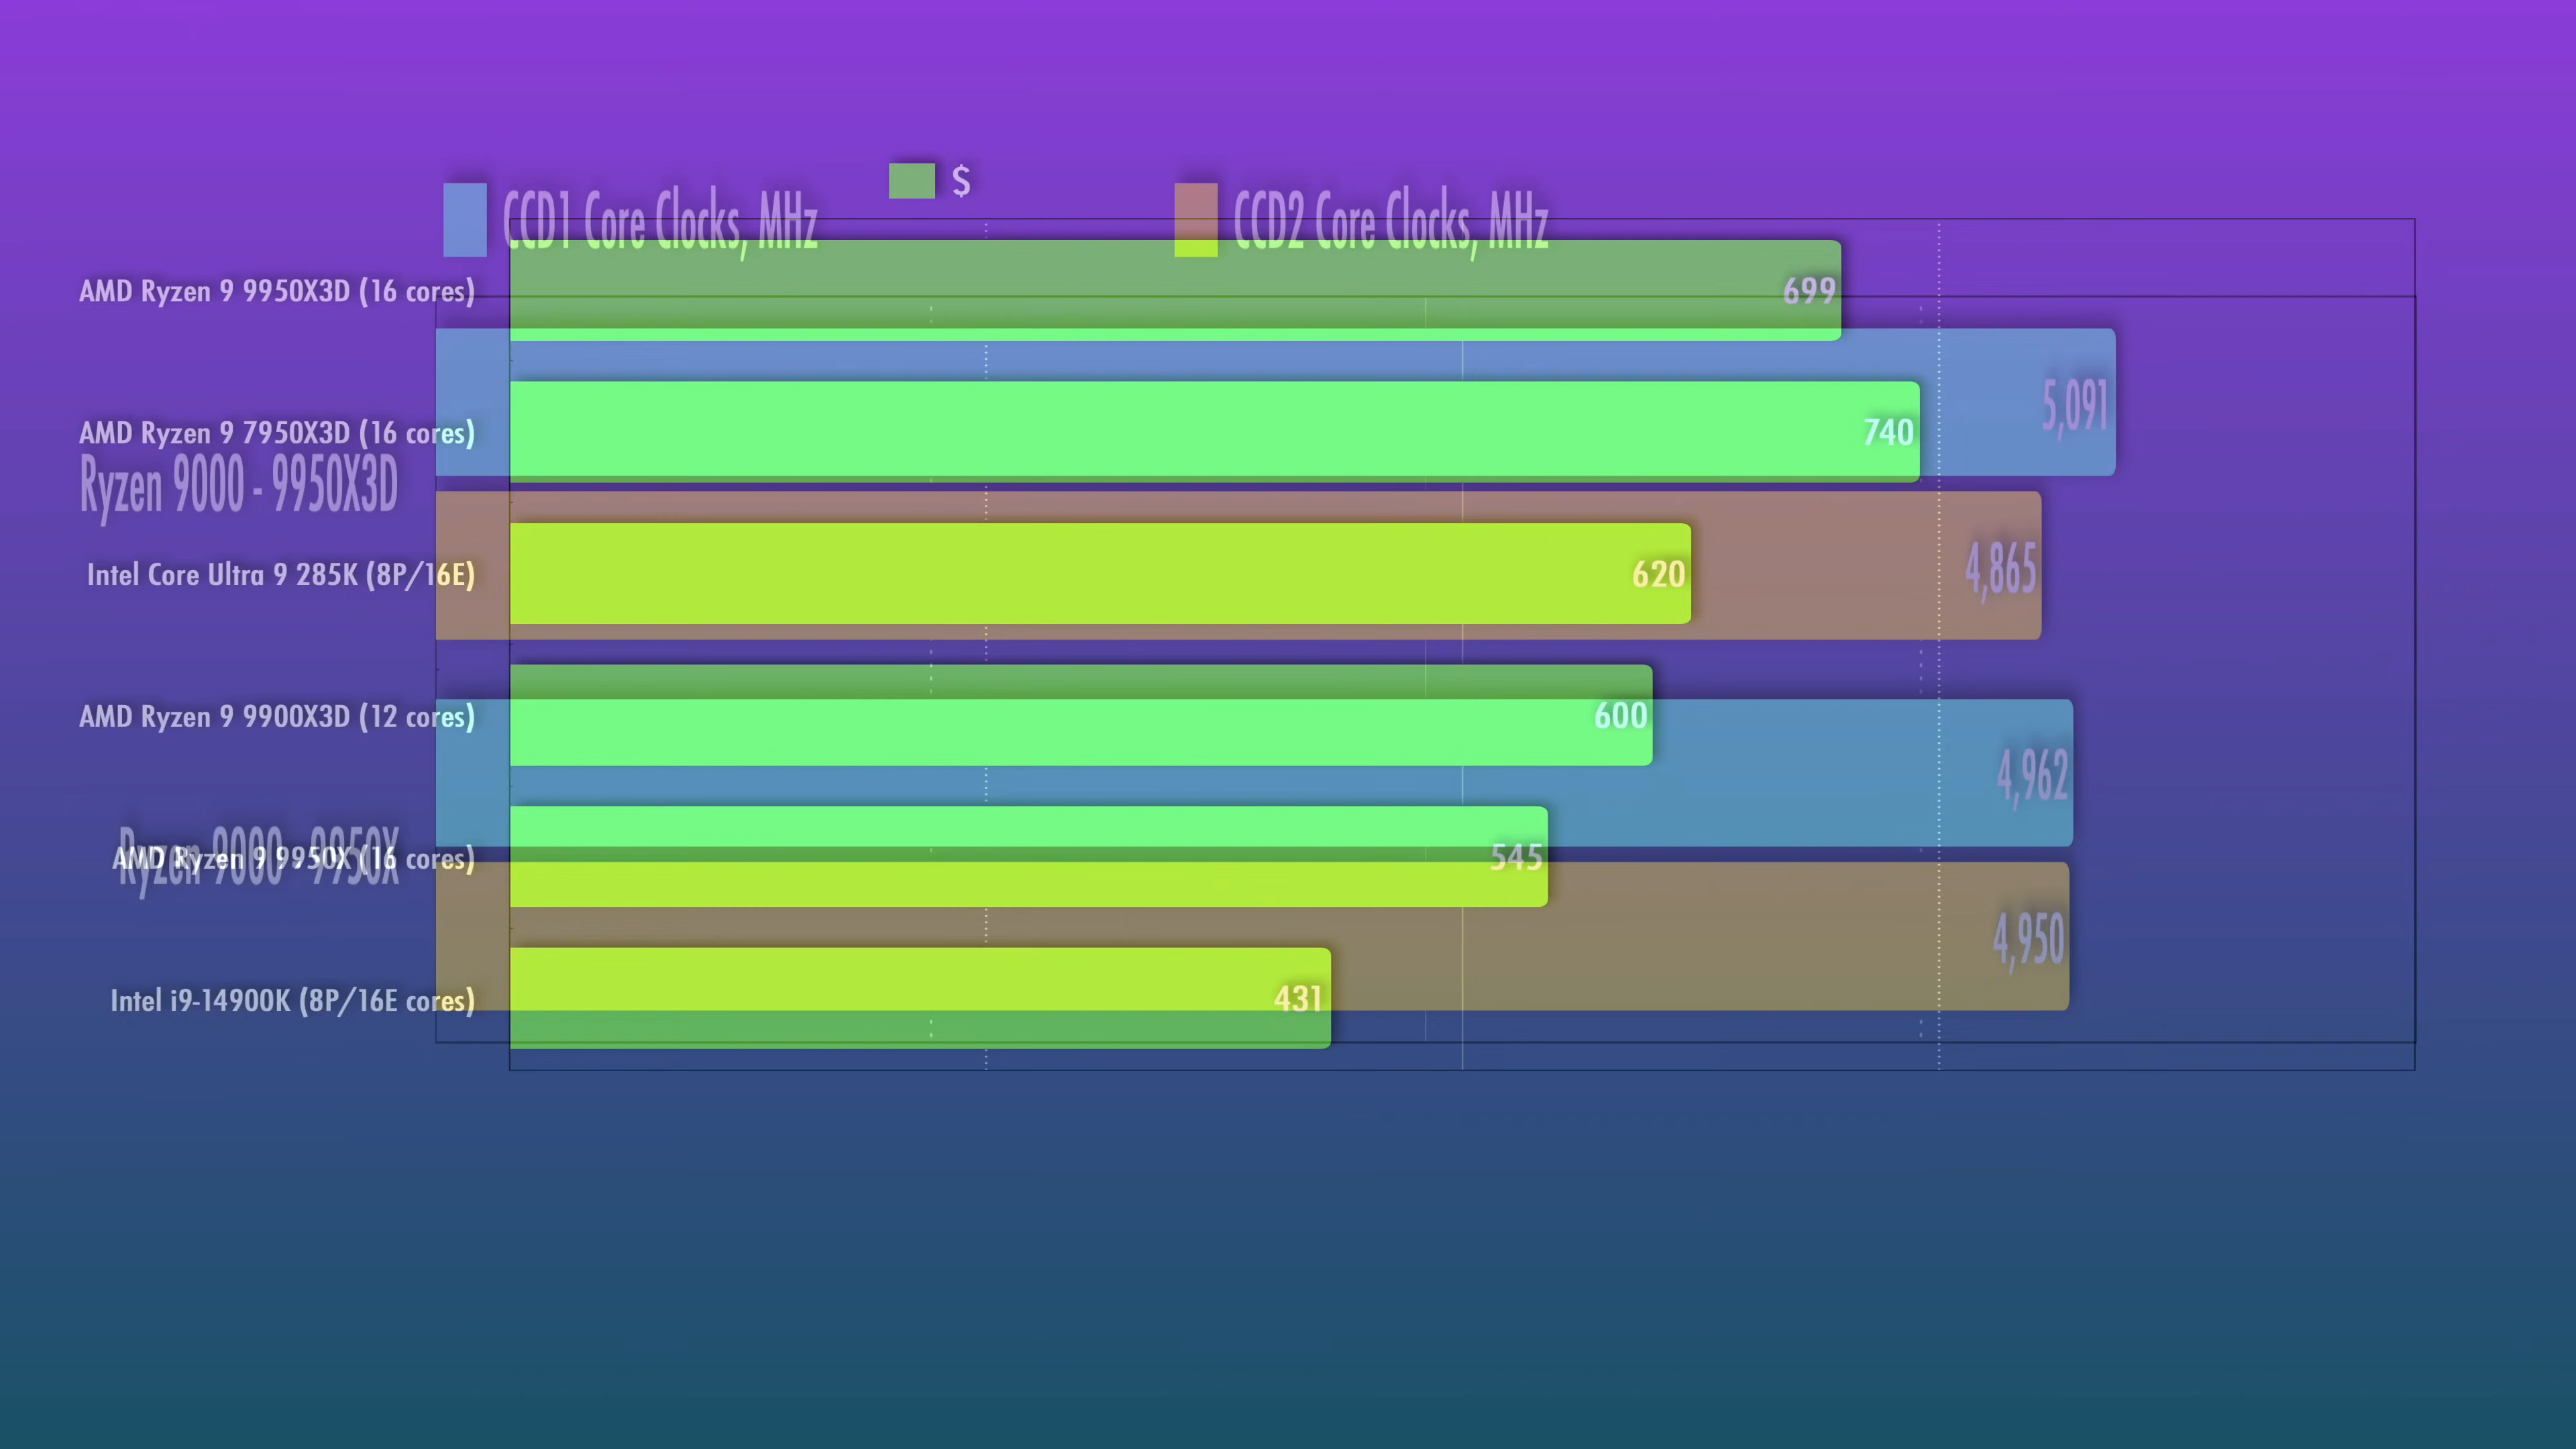 $
CCD1 Core Clocks, MHz
CCD2 Core Clocks, MHz
AMD Ryzen 9 9950X3D (16 cores)
699
5,091
AMD Ryzen 9 7950X3D (16 cores)
740
Ryzen 9000 - 9950X3D
Intel Core Ultra 9 285K (8P/16E)
620
4,865
AMD Ryzen 9 9900X3D (12 cores)
600
4,962
Ryzen 9000 - 9950X
AMD Ryzen 9 9950X (16 cores)
545
4,950
Intel i9-14900K (8P/16E cores)
431